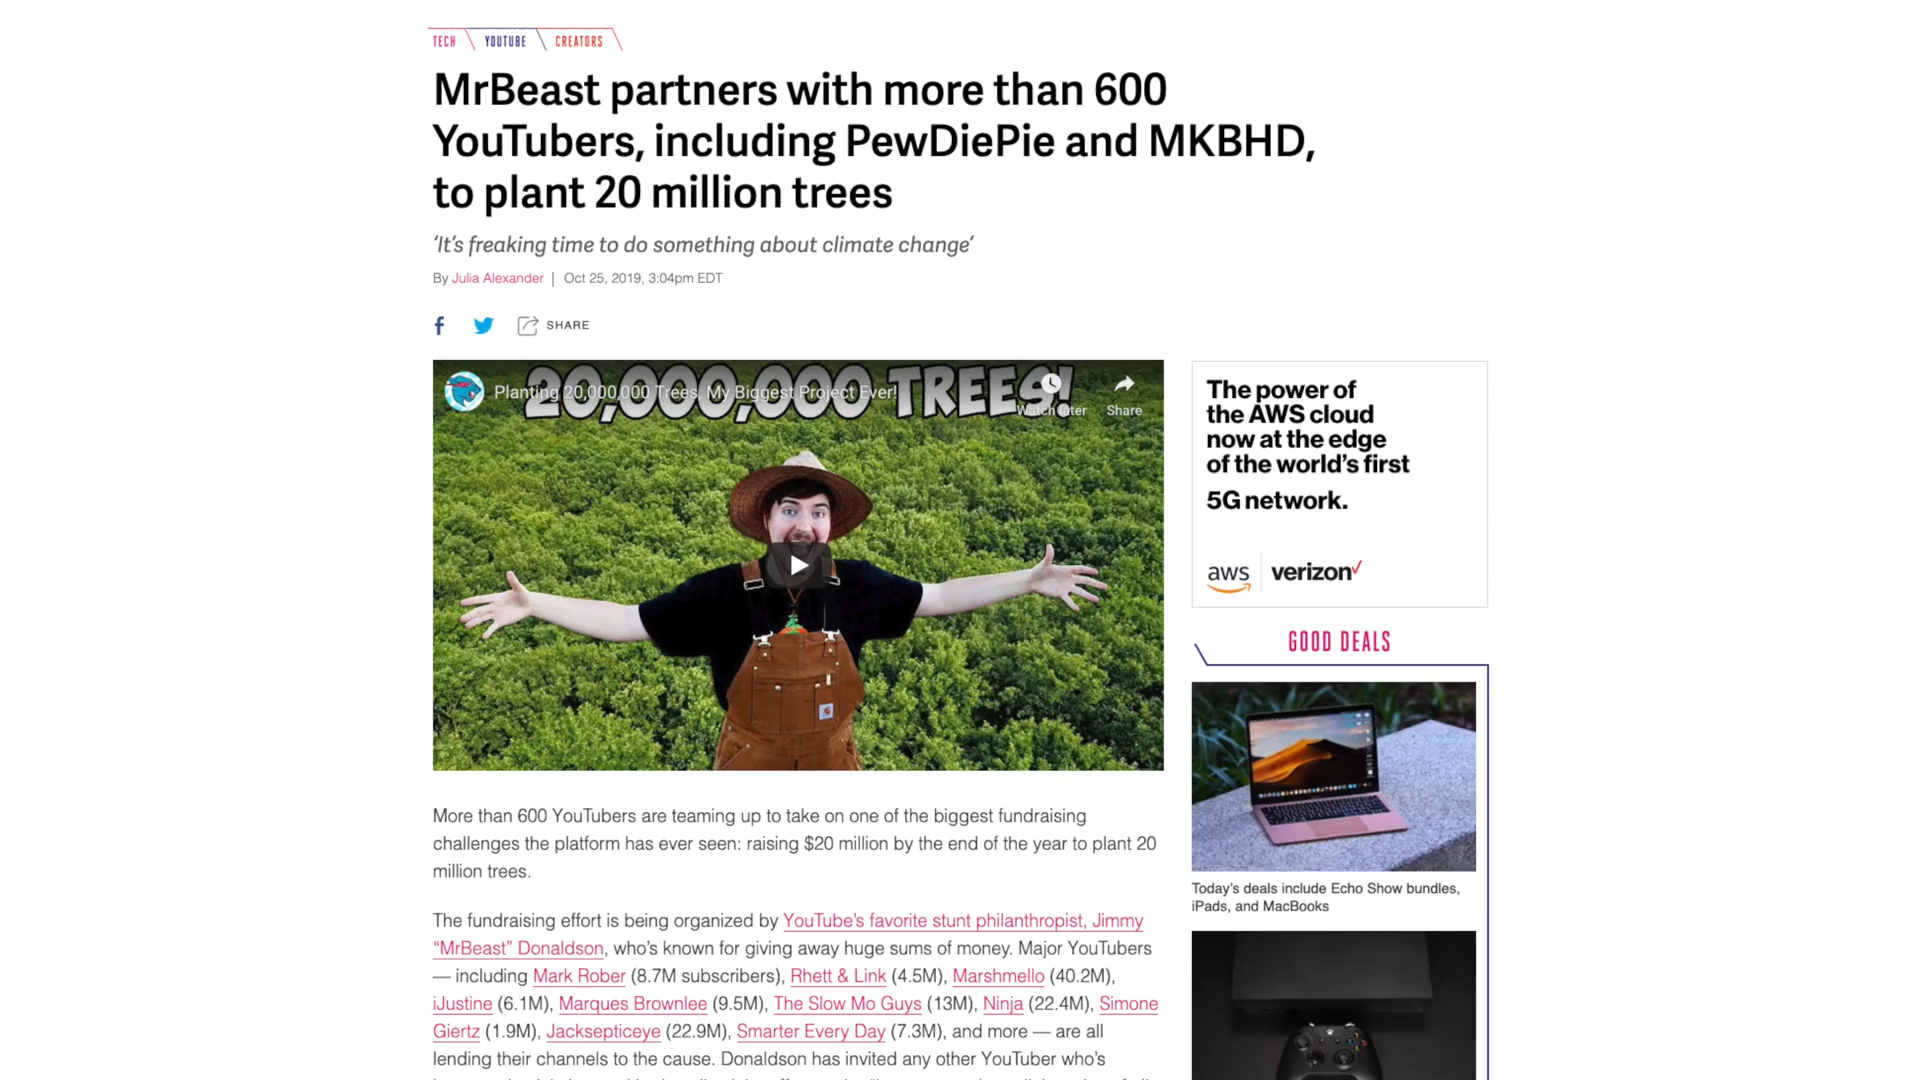 TECH
YOUTUBE
CREATORS
MrBeast partners with more than 600
YouTubers, including PewDiePie and MKBHD,
to plant 20 million trees
‘It’s freaking time to do something about climate change’
By Julia Alexander | Oct 25, 2019, 3:04pm EDT
SHARE
20,000,000 TREES!
Planting 20,000,000 Trees, My Biggest Project Ever!
Watch later
Share
More than 600 YouTubers are teaming up to take on one of the biggest fundraising
challenges the platform has ever seen: raising $20 million by the end of the year to plant 20
million trees.
The fundraising effort is being organized by YouTube’s favorite stunt philanthropist, Jimmy
“MrBeast” Donaldson, who’s known for giving away huge sums of money. Major YouTubers
— including Mark Rober (8.7M subscribers), Rhett & Link (4.5M), Marshmello (40.2M),
iJustine (6.1M), Marques Brownlee (9.5M), The Slow Mo Guys (13M), Ninja (22.4M), Simone
Giertz (1.9M), Jacksepticeye (22.9M), Smarter Every Day (7.3M), and more — are all
lending their channels to the cause. Donaldson has invited any other YouTuber who’s
The power of
the AWS cloud
now at the edge
of the world’s first
5G network.
aws
verizon
GOOD DEALS
Today’s deals include Echo Show bundles,
iPads, and MacBooks